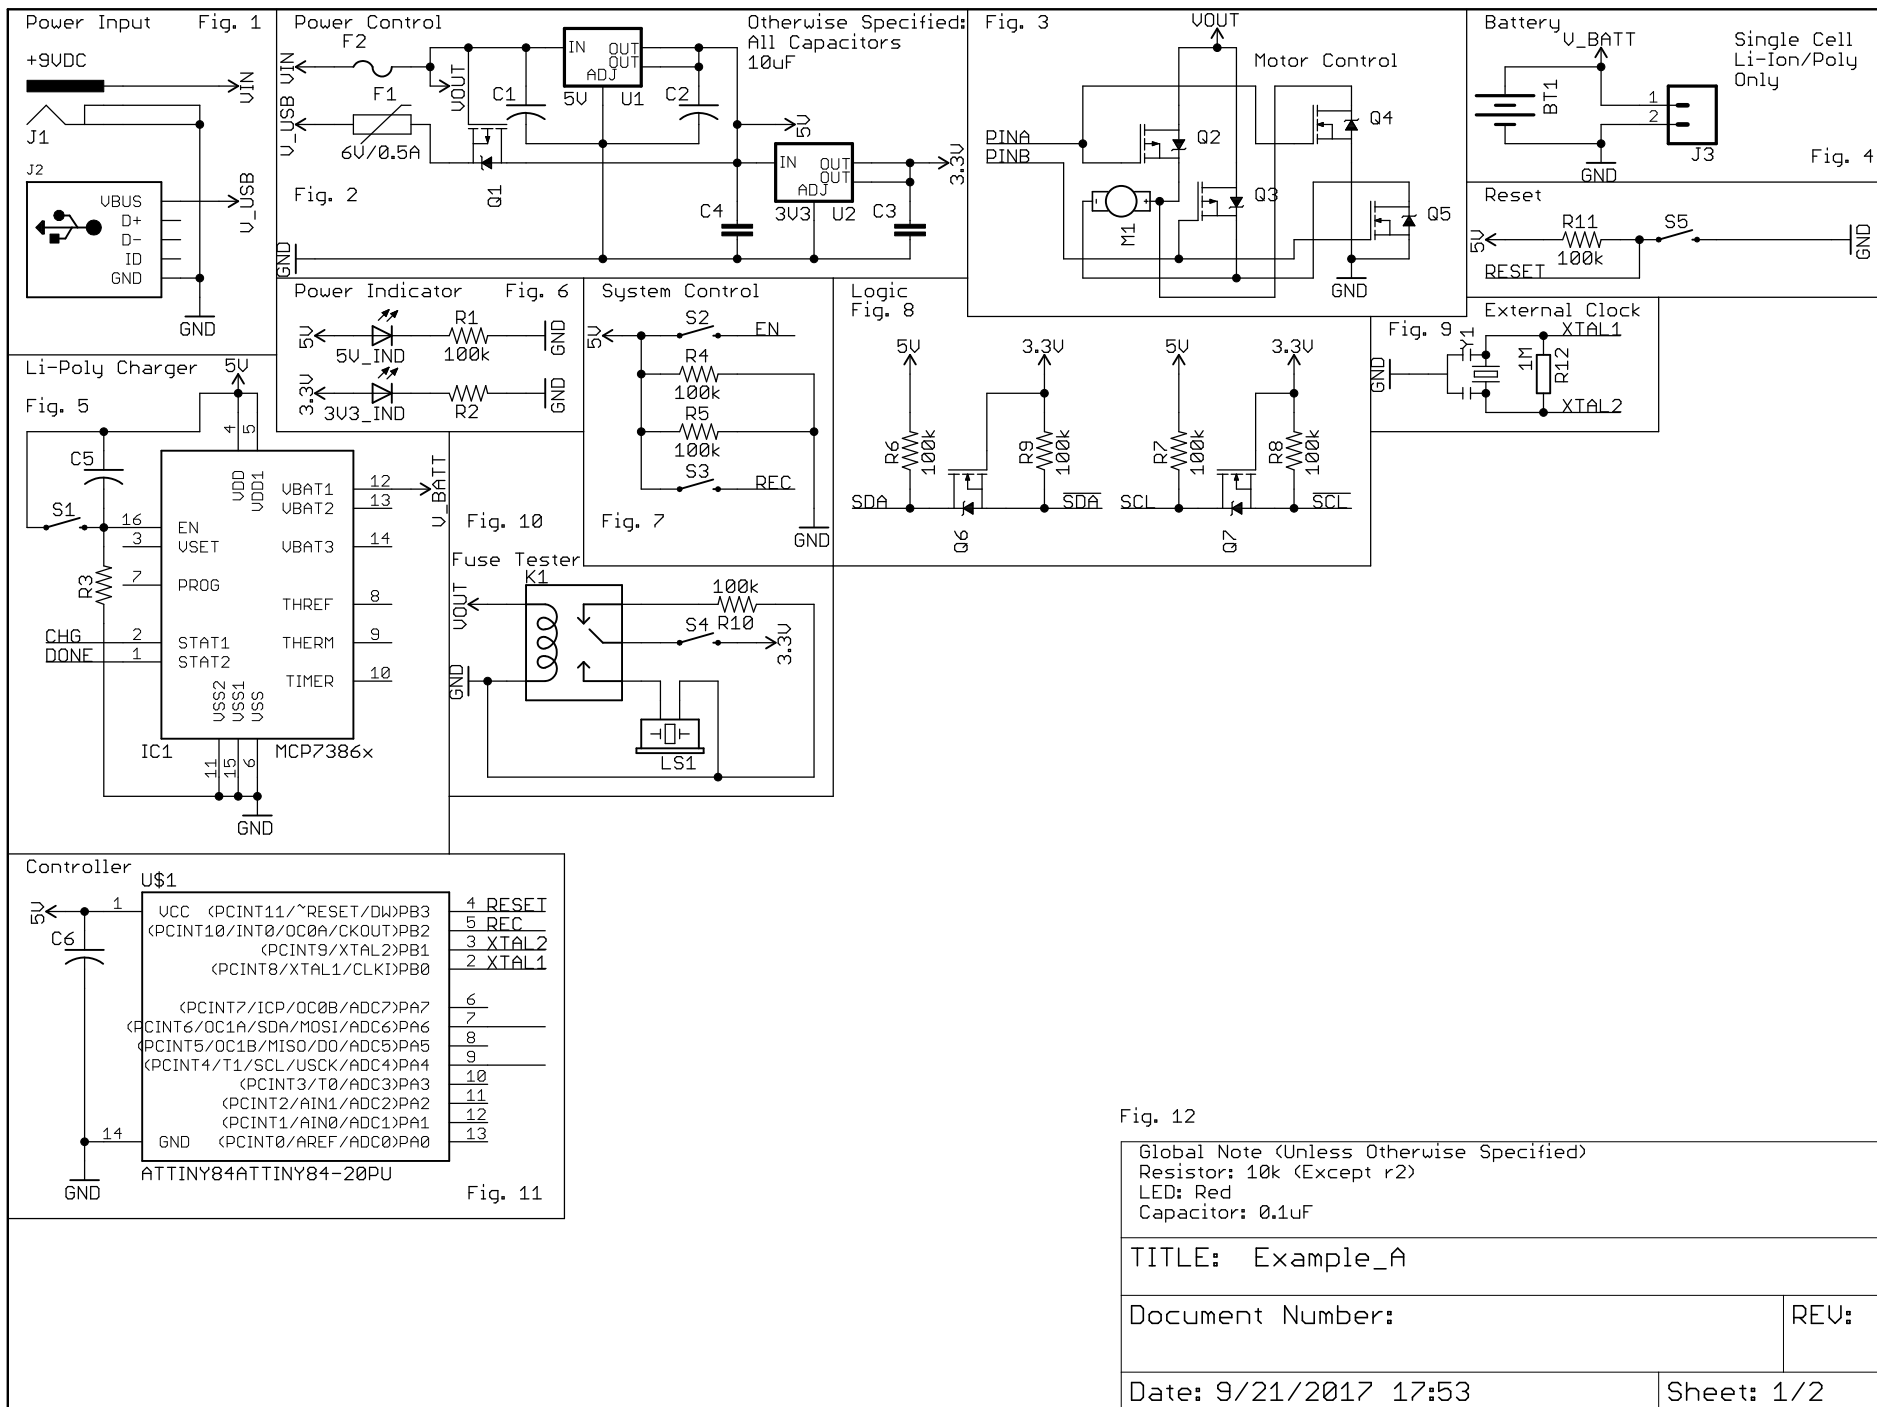 Power Input Fig. 1
+9VDC
VIN
J1
J2
VBUS
D+
D-
ID
GND
V_USB
GND
Power Control
Otherwise Specified:
All Capacitors
10uF
F2
VIN
VOUT
F1
V_USB
6V/0.5A
C1
IN OUT
OUT
ADJ
5V U1
C2
5V
Q1
Fig. 2
IN OUT
OUT
ADJ
3V3 U2
3.3V
C4
C3
GND
Fig. 3
VOUT
Motor Control
PINA
PINB
Q2
Q4
Q3
Q5
- +
M1
GND
Battery
V_BATT
Single Cell
Li-Ion/Poly
Only
BT1
1
2
J3
GND
Fig. 4
Reset
5V
R11
100k
S5
GND
RESET
Li-Poly Charger
Fig. 5
5V
4 5
C5
S1
R3
VDD
VDD1
16 EN
3 VSET
7 PROG
CHG 2 STAT1
DONE 1 STAT2
VBAT1 12
VBAT2 13
VBAT3 14
THREF 8
THERM 9
TIMER 10
V_BATT
VSS2
VSS1
VSS
IC1
MCP7386x
11 15 6
GND
Power Indicator Fig. 6
5V
5V_IND
R1
100k
GND
3.3V
3V3_IND
R2
GND
System Control
5V
S2
EN
R4
100k
R5
100k
S3
REC
Fig. 7
GND
Logic
Fig. 8
5V 3.3V 5V 3.3V
R6
100k
R9
100k
R7
100k
R8
100k
SDA SDA SCL SCL
Q6
Q7
External Clock
Fig. 9
Y1
XTAL1
GND
1M
R12
XTAL2
Fig. 10
Fuse Tester
K1
VOUT
100k
R10
S4
3.3V
GND
LS1
Controller
U$1
5V
C6
1 VCC
14 GND
GND
(PCINT11/~RESET/DW)PB3 4 RESET
(PCINT10/INT0/OC0A/CKOUT)PB2 5 REC
(PCINT9/XTAL2)PB1 3 XTAL2
(PCINT8/XTAL1/CLKI)PB0 2 XTAL1
(PCINT7/ICP/OC0B/ADC7)PA7 6
(PCINT6/OC1A/SDA/MOSI/ADC6)PA6 7
(PCINT5/OC1B/MISO/DO/ADC5)PA5 8
(PCINT4/T1/SCL/USCK/ADC4)PA4 9
(PCINT3/T0/ADC3)PA3 10
(PCINT2/AIN1/ADC2)PA2 11
(PCINT1/AIN0/ADC1)PA1 12
(PCINT0/AREF/ADC0)PA0 13
ATTINY84ATTINY84-20PU
Fig. 11
Fig. 12
Global Note (Unless Otherwise Specified)
Resistor: 10k (Except r2)
LED: Red
Capacitor: 0.1uF
TITLE: Example_A
Document Number:
REV:
Date: 9/21/2017 17:53
Sheet: 1/2